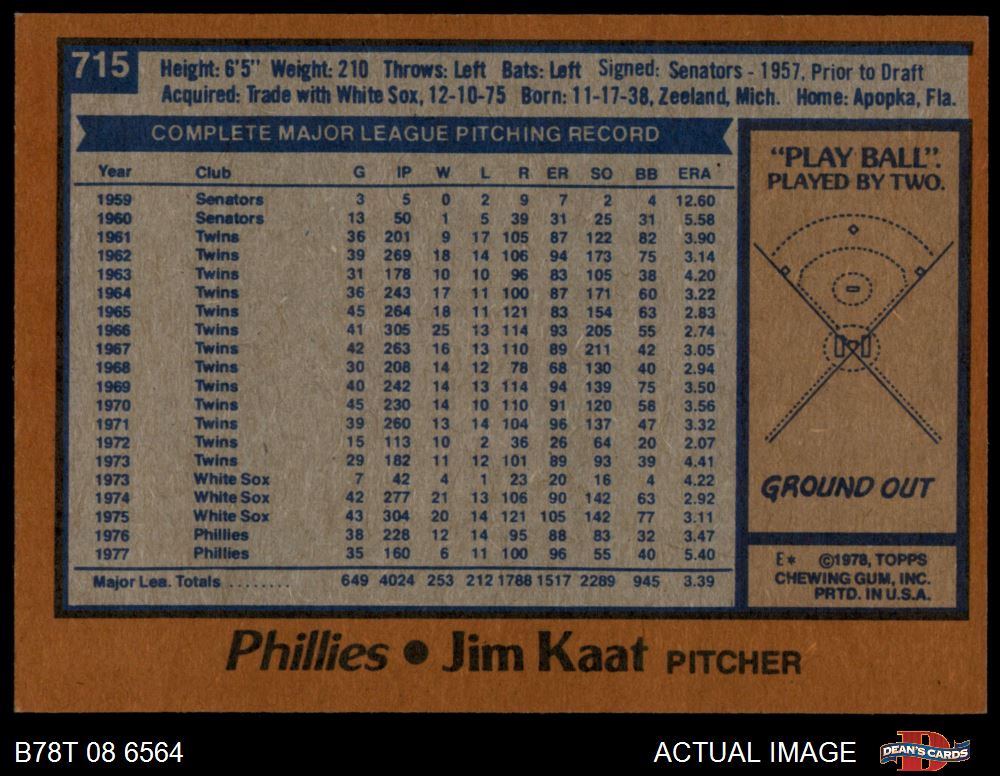 715
Height: 6'5" Weight: 210 Throws: Left Bats: Left Signed: Senators - 1957, Prior to Draft
Acquired: Trade with White Sox, 12-10-75 Born: 11-17-38, Zeeland, Mich. Home: Apopka, Fla.
COMPLETE MAJOR LEAGUE PITCHING RECORD
Year Club G IP W L R ER SO BB ERA
1959 Senators 3 5 0 2 9 7 2 4 12.60
1960 Senators 13 50 1 5 39 31 25 31 5.58
1961 Twins 36 201 9 17 105 87 122 82 3.90
1962 Twins 39 269 18 14 106 94 173 75 3.14
1963 Twins 31 178 10 10 96 83 105 38 4.20
1964 Twins 36 243 17 11 100 87 171 60 3.22
1965 Twins 45 264 18 11 121 83 154 63 2.83
1966 Twins 41 305 25 13 114 93 205 55 2.74
1967 Twins 42 263 16 13 110 89 211 42 3.05
1968 Twins 30 208 14 12 78 68 130 40 2.94
1969 Twins 40 242 14 13 114 94 139 75 3.50
1970 Twins 45 230 14 10 110 91 120 58 3.56
1971 Twins 39 260 13 14 104 96 137 47 3.32
1972 Twins 15 113 10 2 36 26 64 20 2.07
1973 Twins 29 182 11 12 101 89 93 39 4.41
1973 White Sox 7 42 4 1 23 20 16 4 4.22
1974 White Sox 42 277 21 13 106 90 142 63 2.92
1975 White Sox 43 304 20 14 121 105 142 77 3.11
1976 Phillies 38 228 12 14 95 88 83 32 3.47
1977 Phillies 35 160 6 11 100 96 55 40 5.40
Major Lea. Totals ........ 649 4024 253 212 1788 1517 2289 945 3.39
"PLAY BALL".
PLAYED BY TWO.
GROUND OUT
E* ©1978, TOPPS
CHEWING GUM, INC.
PRTD. IN U.S.A.
Phillies • Jim Kaat PITCHER
B78T 08 6564
ACTUAL IMAGE
DEAN'S CARDS